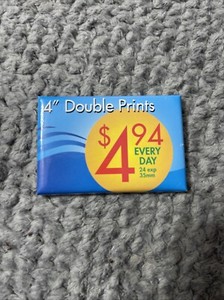 4" Double Prints
$4.94
EVERY
DAY
24 exp
35mm